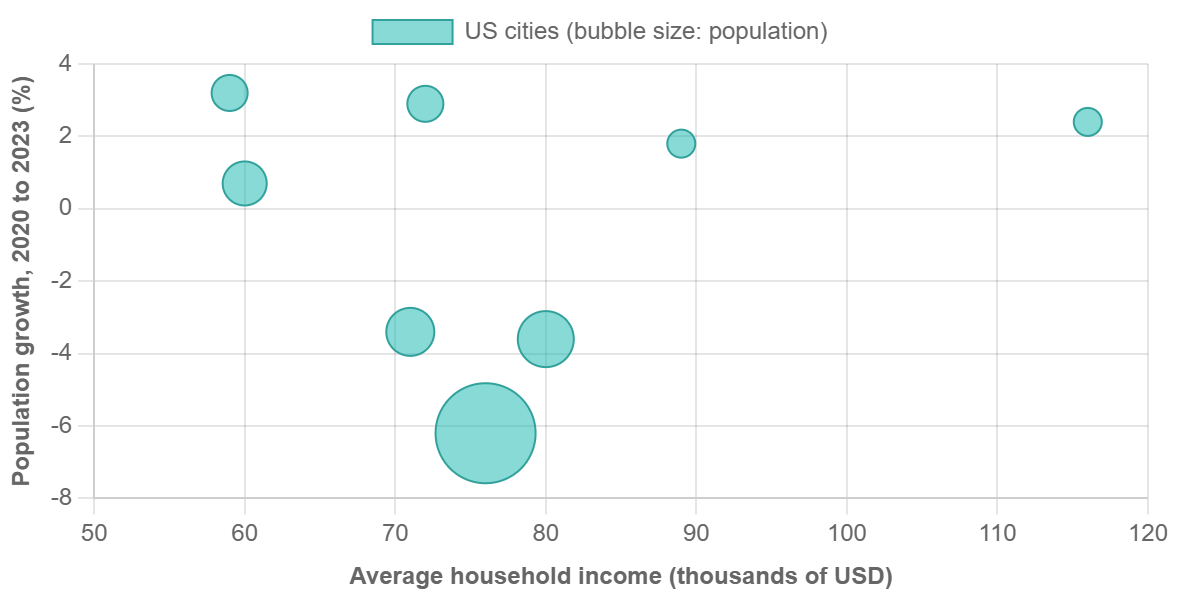 US cities (bubble size: population)
Population growth, 2020 to 2023 (%)
4
2
0
-2
-4
-6
-8
50 60 70 80 90 100 110 120
Average household income (thousands of USD)